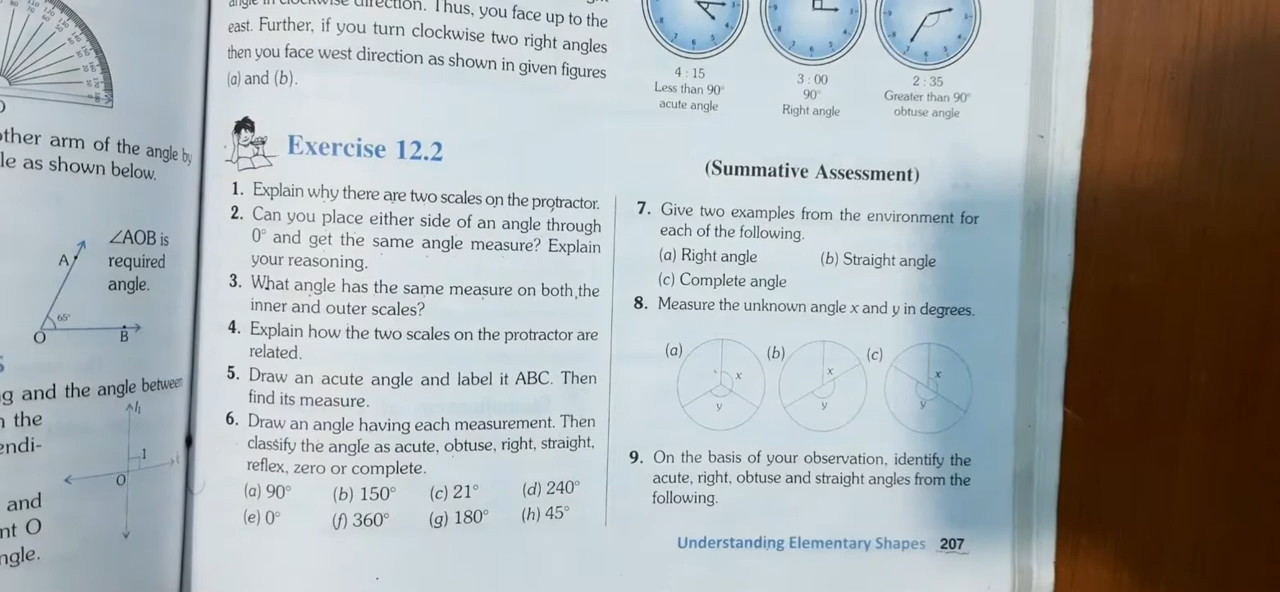 other arm of the angle by
le as shown below.
∠AOB is
required
angle.
A
65°
O
B
g and the angle between
the
endi-
l₁
1
O
and
nt O
ngle.
angle in clockwise direction. Thus, you face up to the
east. Further, if you turn clockwise two right angles
then you face west direction as shown in given figures
(a) and (b).
4 : 15
Less than 90°
acute angle
3 : 00
90°
Right angle
2 : 35
Greater than 90°
obtuse angle
Exercise 12.2
(Summative Assessment)
1. Explain why there are two scales on the protractor.
2. Can you place either side of an angle through
0° and get the same angle measure? Explain
your reasoning.
3. What angle has the same measure on both the
inner and outer scales?
4. Explain how the two scales on the protractor are
related.
5. Draw an acute angle and label it ABC. Then
find its measure.
6. Draw an angle having each measurement. Then
classify the angle as acute, obtuse, right, straight,
reflex, zero or complete.
(a) 90° (b) 150° (c) 21° (d) 240°
(e) 0° (f) 360° (g) 180° (h) 45°
7. Give two examples from the environment for
each of the following.
(a) Right angle (b) Straight angle
(c) Complete angle
8. Measure the unknown angle x and y in degrees.
(a) x y (b) x y (c) x y
9. On the basis of your observation, identify the
acute, right, obtuse and straight angles from the
following.
Understanding Elementary Shapes 207